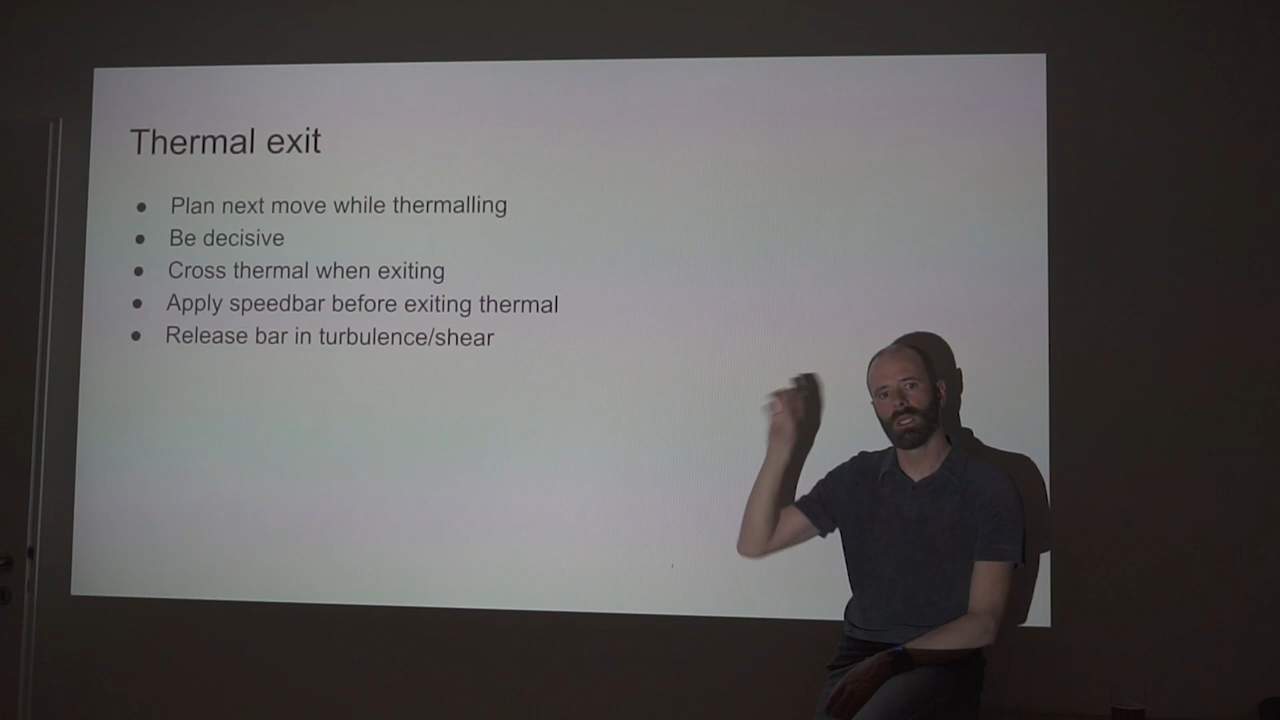 Thermal exit
● Plan next move while thermalling
● Be decisive
● Cross thermal when exiting
● Apply speedbar before exiting thermal
● Release bar in turbulence/shear